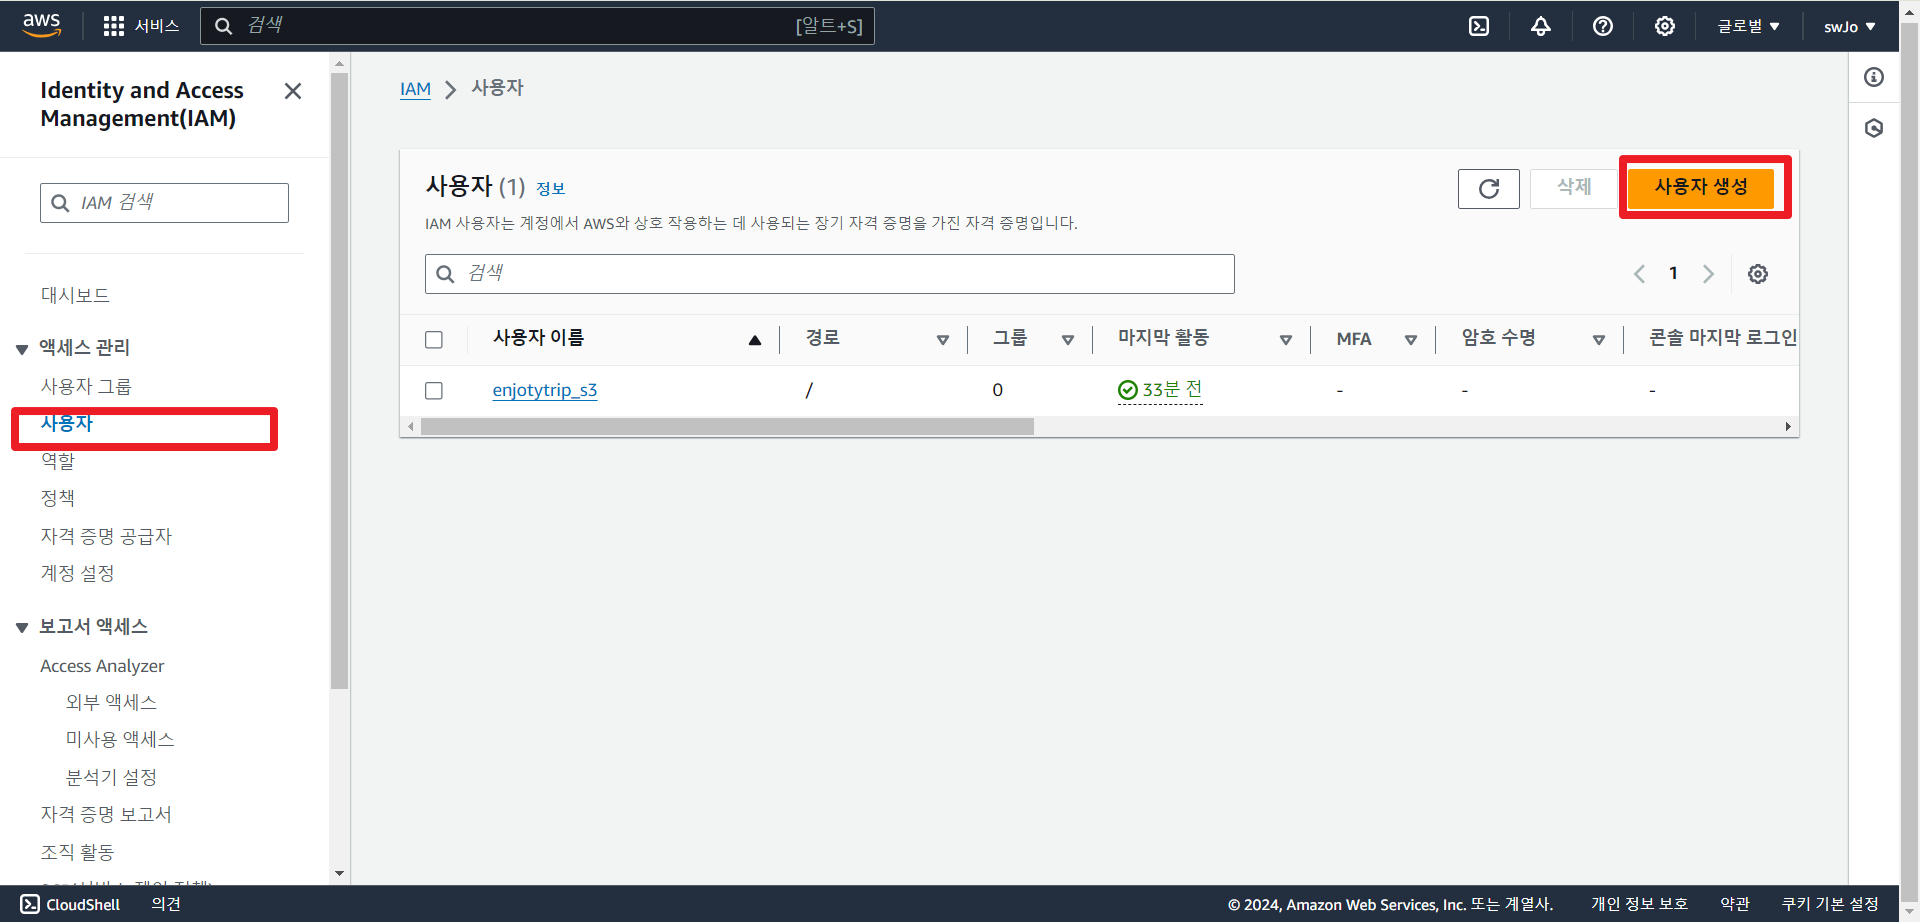 aws
서비스
검색
[알트+S]
글로벌
swJo
Identity and Access
Management(IAM)
IAM 검색
대시보드
액세스 관리
사용자 그룹
사용자
역할
정책
자격 증명 공급자
계정 설정
보고서 액세스
Access Analyzer
외부 액세스
미사용 액세스
분석기 설정
자격 증명 보고서
조직 활동
IAM
사용자
사용자 (1) 정보
삭제
사용자 생성
IAM 사용자는 계정에서 AWS와 상호 작용하는 데 사용되는 장기 자격 증명을 가진 자격 증명입니다.
검색
1
사용자 이름 경로 그룹 마지막 활동 MFA 암호 수명 콘솔 마지막 로그인
enjotytrip_s3 / 0 33분 전 - - -
CloudShell 의견
© 2024, Amazon Web Services, Inc. 또는 계열사. 개인 정보 보호 약관 쿠키 기본 설정